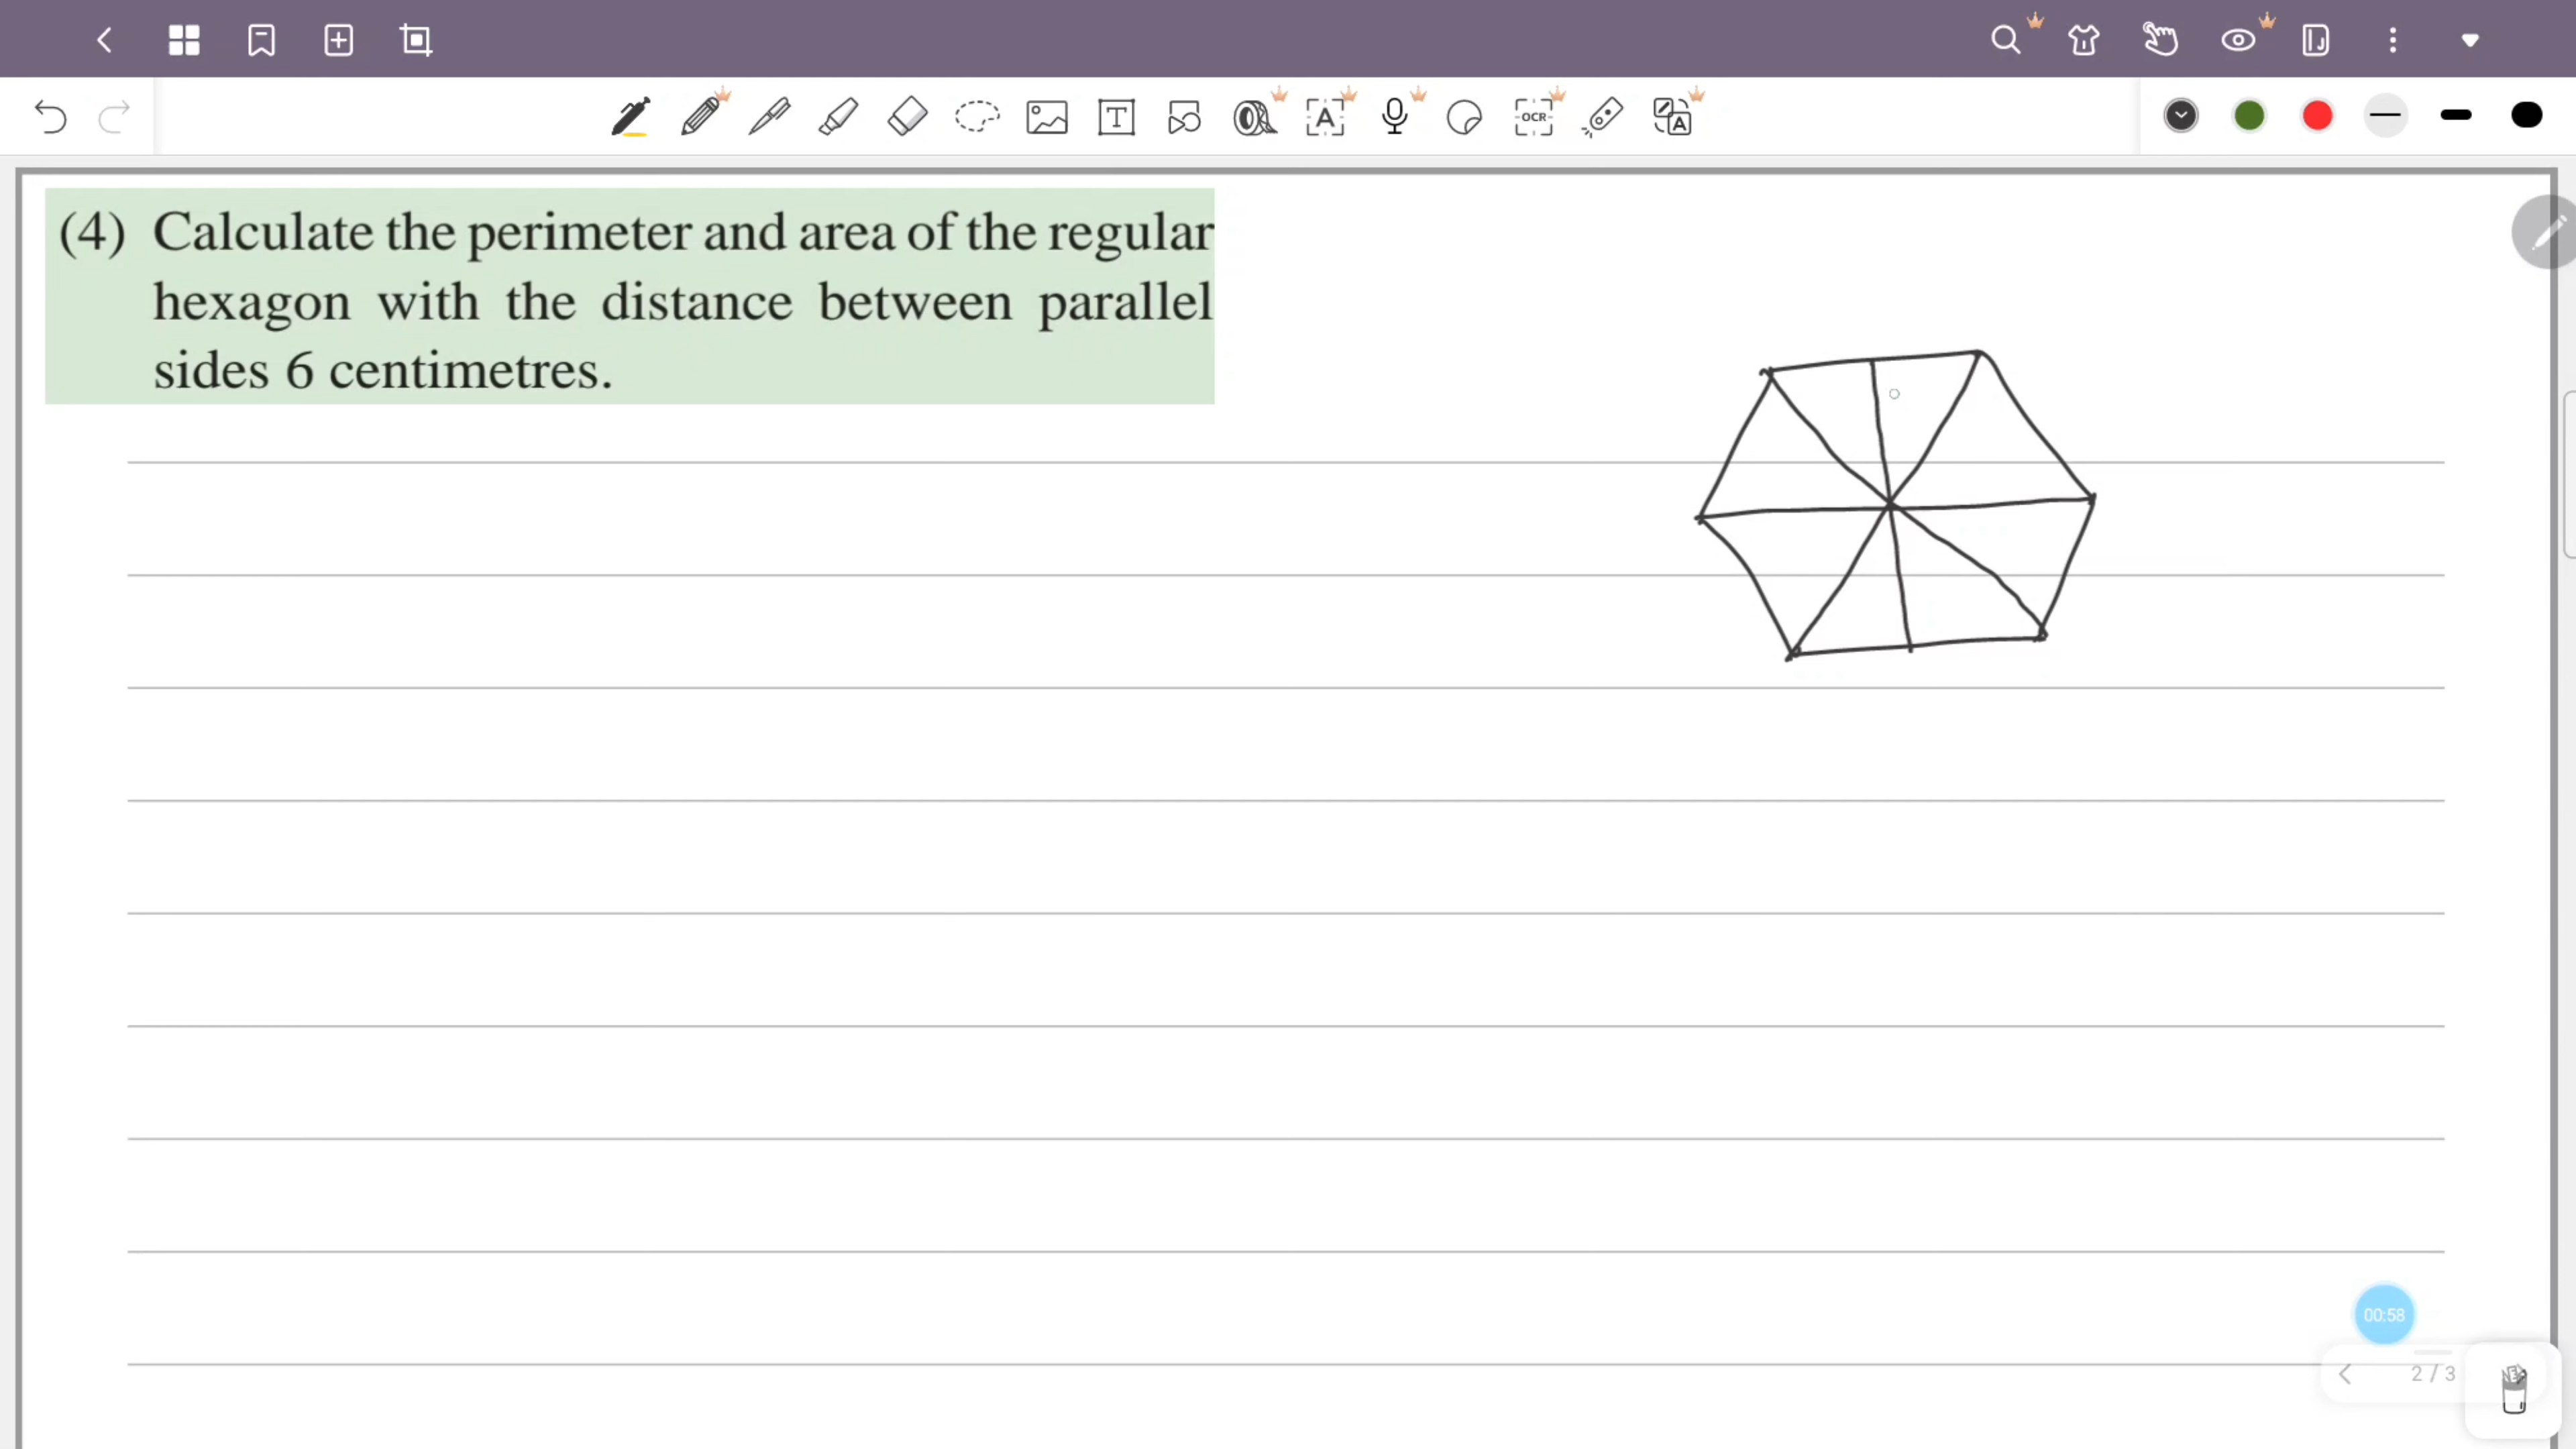 (4) Calculate the perimeter and area of the regular
hexagon with the distance between parallel
sides 6 centimetres.
T
A
OCR
A
00:58
2 / 3